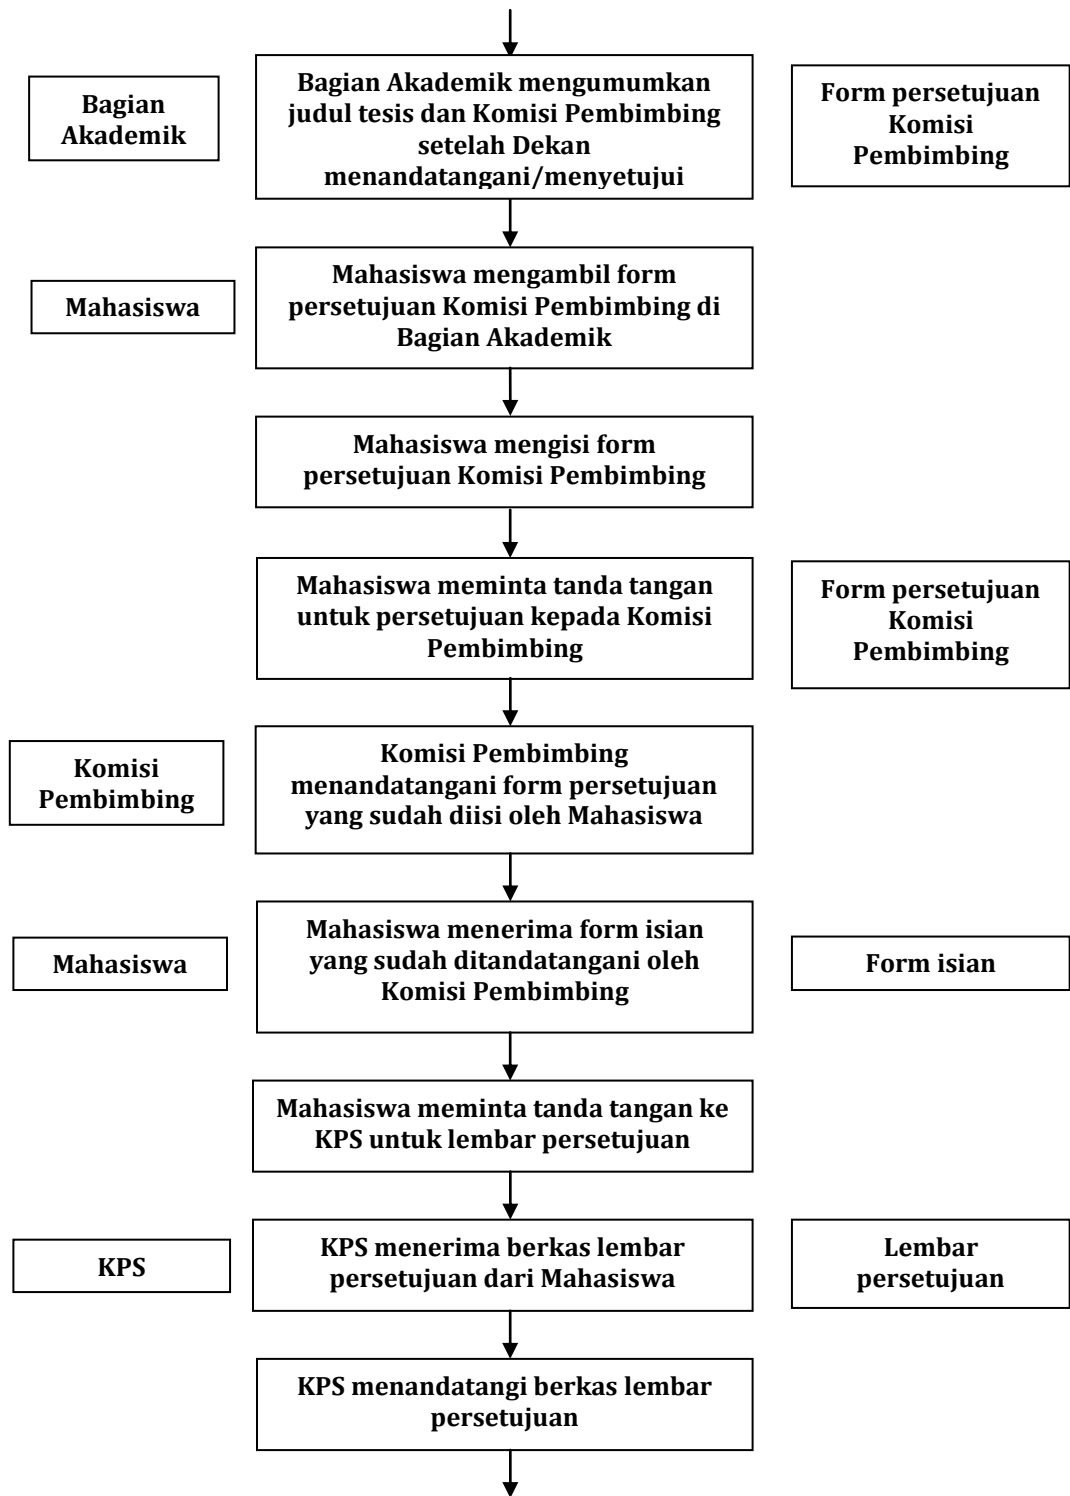 Bagian
Akademik
Bagian Akademik mengumumkan
judul tesis dan Komisi Pembimbing
setelah Dekan
menandatangani/menyetujui
Form persetujuan
Komisi
Pembimbing
Mahasiswa
Mahasiswa mengambil form
persetujuan Komisi Pembimbing di
Bagian Akademik
Mahasiswa mengisi form
persetujuan Komisi Pembimbing
Mahasiswa meminta tanda tangan
untuk persetujuan kepada Komisi
Pembimbing
Form persetujuan
Komisi
Pembimbing
Komisi
Pembimbing
Komisi Pembimbing
menandatangani form persetujuan
yang sudah diisi oleh Mahasiswa
Mahasiswa
Mahasiswa menerima form isian
yang sudah ditandatangani oleh
Komisi Pembimbing
Form isian
Mahasiswa meminta tanda tangan ke
KPS untuk lembar persetujuan
KPS
KPS menerima berkas lembar
persetujuan dari Mahasiswa
Lembar
persetujuan
KPS menandatangi berkas lembar
persetujuan